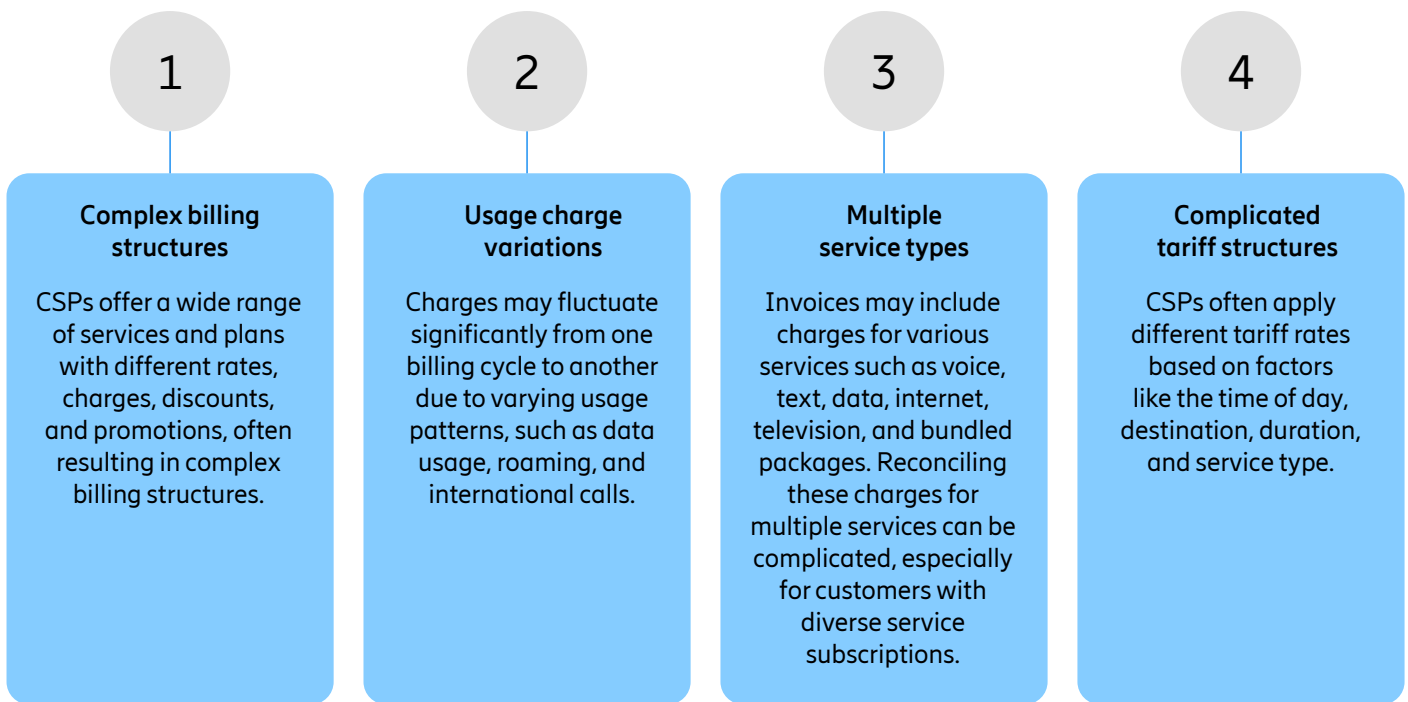 1
Complex billing
structures
CSPs offer a wide range
of services and plans
with different rates,
charges, discounts,
and promotions, often
resulting in complex
billing structures.
2
Usage charge
variations
Charges may fluctuate
significantly from one
billing cycle to another
due to varying usage
patterns, such as data
usage, roaming, and
international calls.
3
Multiple
service types
Invoices may include
charges for various
services such as voice,
text, data, internet,
television, and bundled
packages. Reconciling
these charges for
multiple services can be
complicated, especially
for customers with
diverse service
subscriptions.
4
Complicated
tariff structures
CSPs often apply
different tariff rates
based on factors
like the time of day,
destination, duration,
and service type.